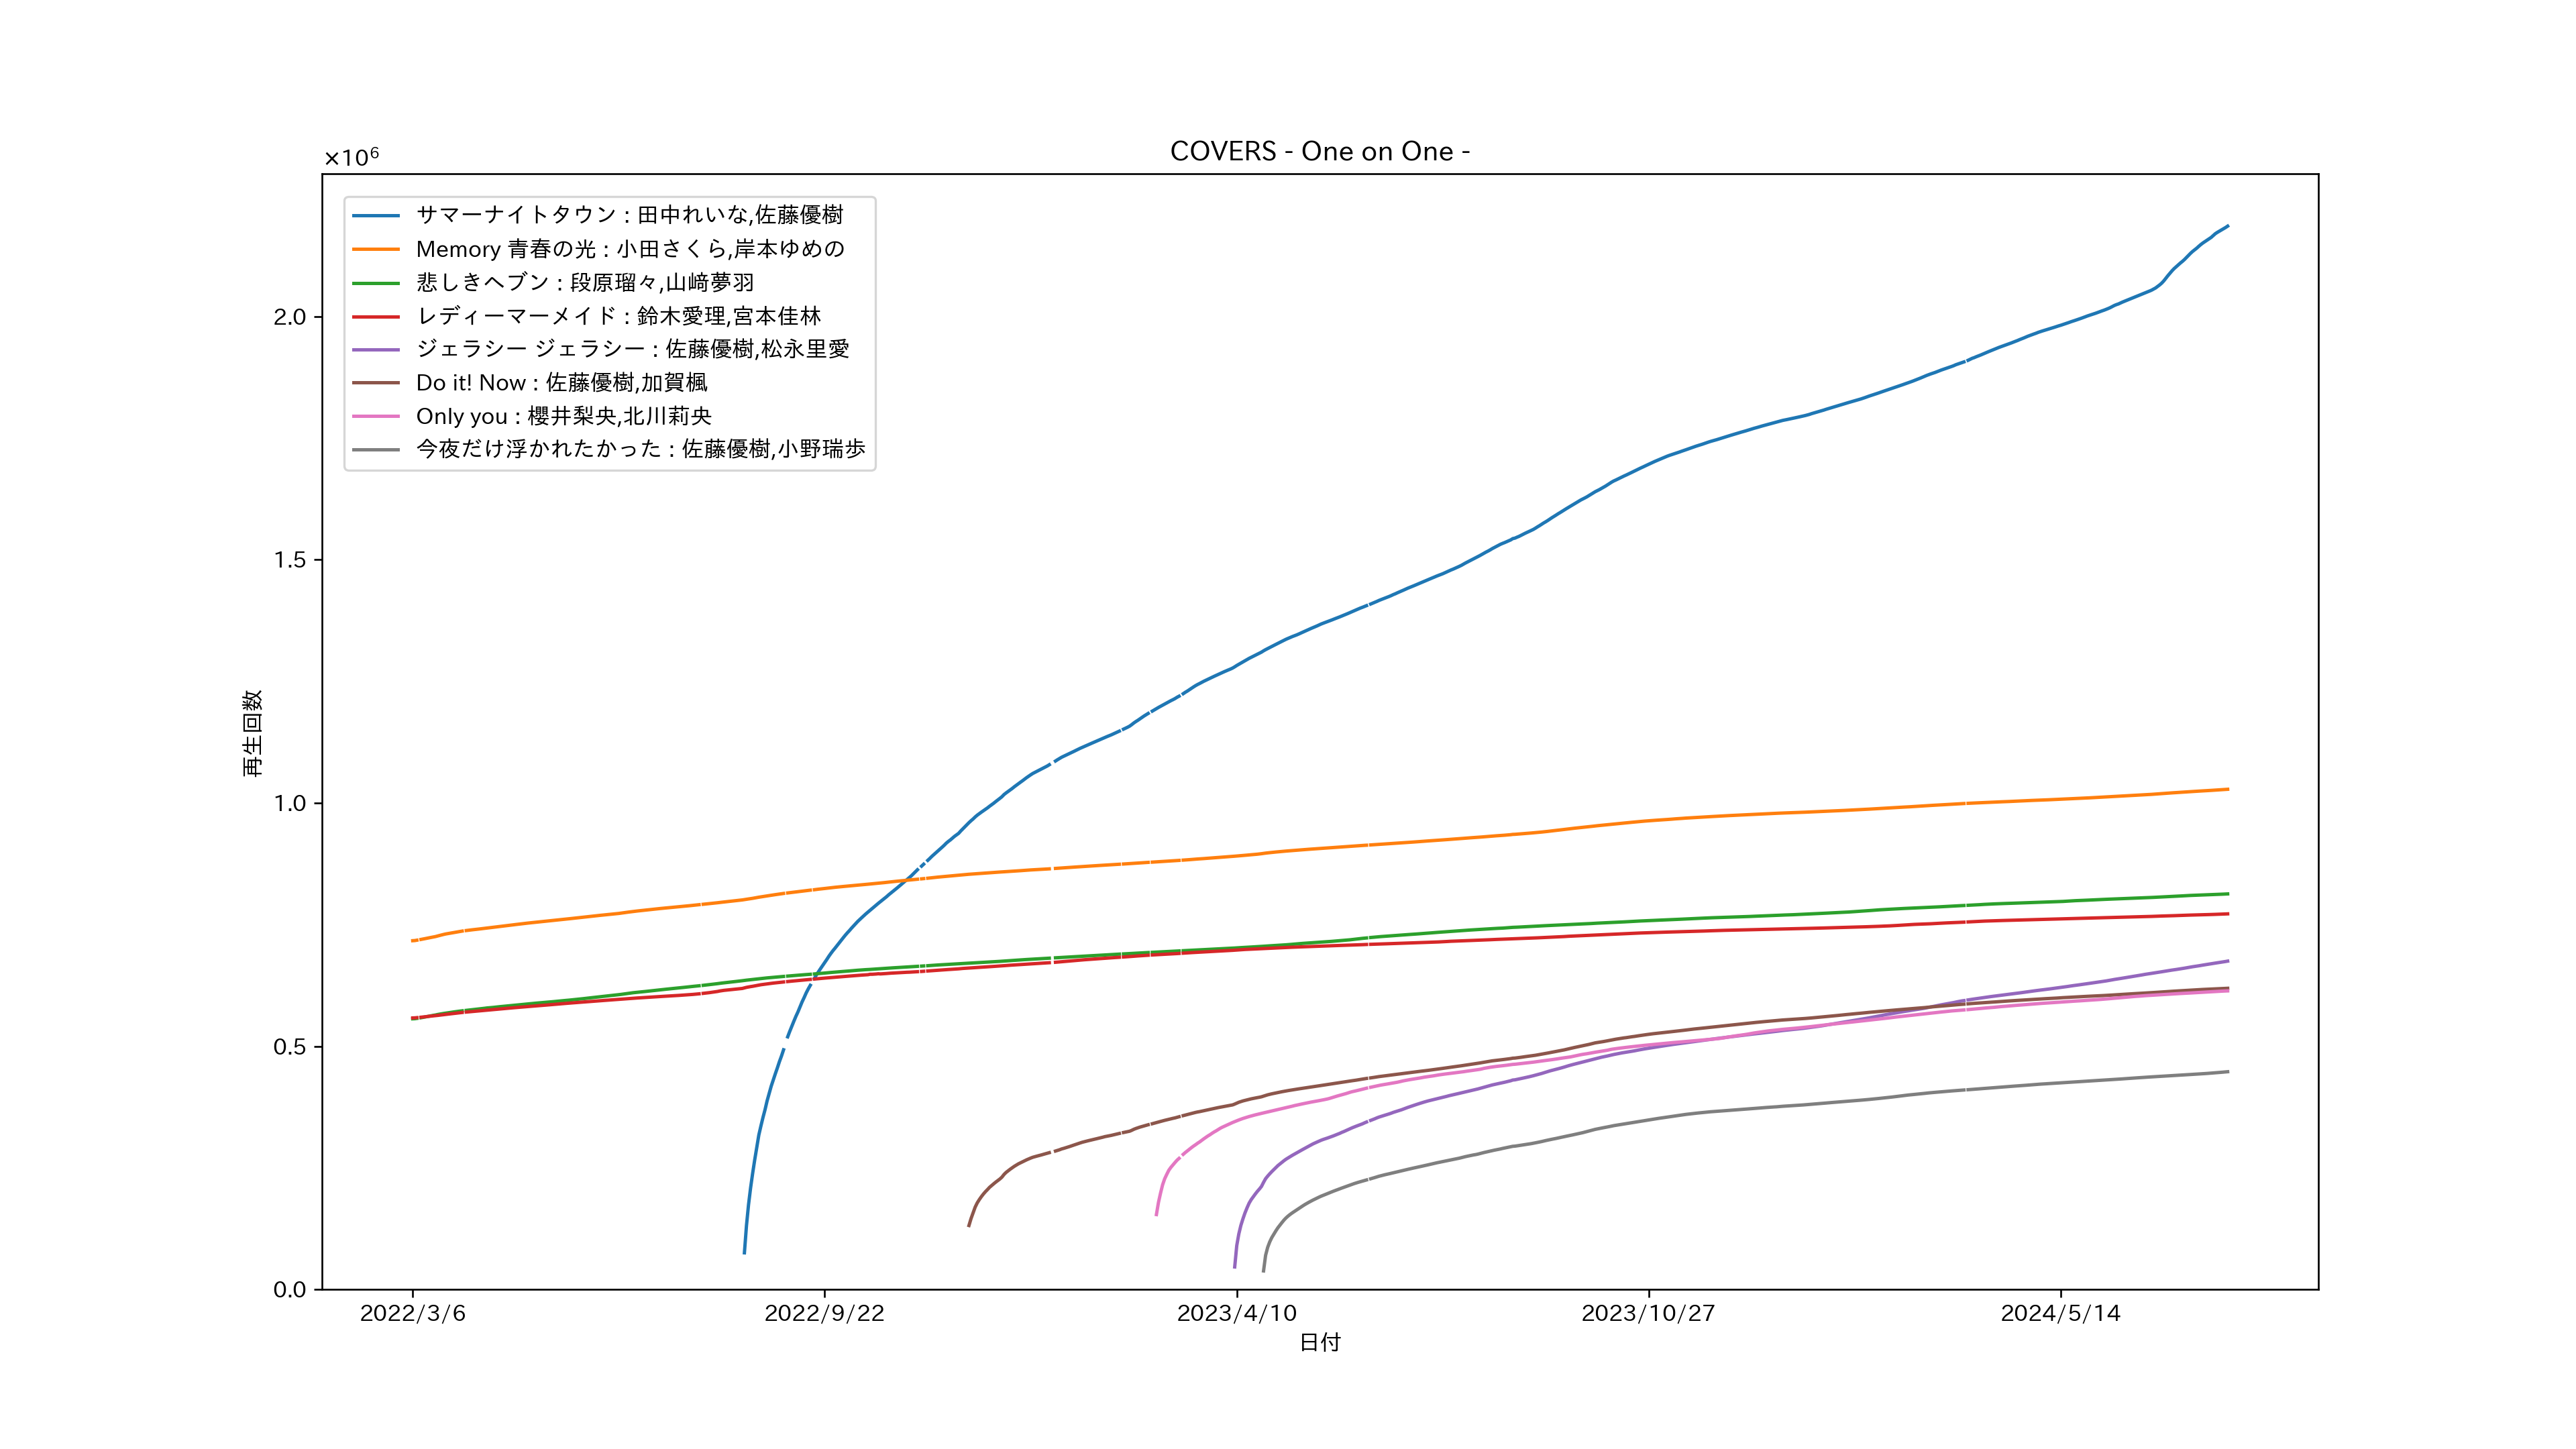 COVERS - One on One -
×10⁶
サマーナイトタウン : 田中れいな,佐藤優樹
Memory 青春の光 : 小田さくら,岸本ゆめの
悲しきヘブン : 段原瑠々,山﨑夢羽
レディーマーメイド : 鈴木愛理,宮本佳林
ジェラシー ジェラシー : 佐藤優樹,松永里愛
Do it! Now : 佐藤優樹,加賀楓
Only you : 櫻井梨央,北川莉央
今夜だけ浮かれたかった : 佐藤優樹,小野瑞歩
2.0
1.5
1.0
0.5
0.0
再生回数
2022/3/6
2022/9/22
2023/4/10
2023/10/27
2024/5/14
日付